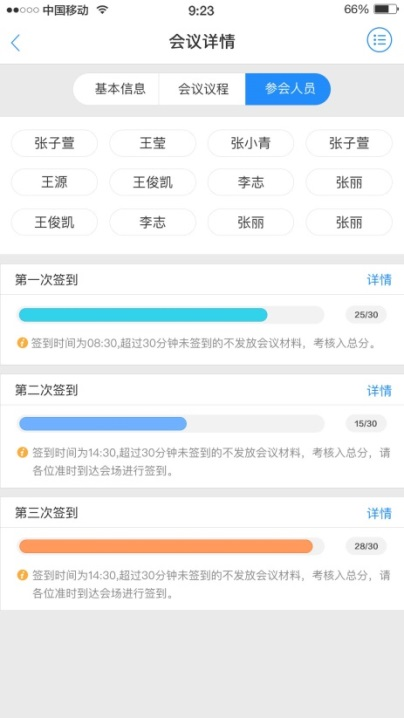 中国移动 9:23 66%
会议详情
基本信息 会议议程 参会人员
张子萱 王莹 张小青 张子萱
王源 王俊凯 李志 张丽
王俊凯 李志 张丽 张丽
第一次签到 详情
25/30
签到时间为08:30,超过30分钟未签到的不发放会议材料，考核入总分。
第二次签到 详情
15/30
签到时间为14:30,超过30分钟未签到的不发放会议材料，考核入总分，请
各位准时到达会场进行签到。
第三次签到 详情
28/30
签到时间为14:30,超过30分钟未签到的不发放会议材料，考核入总分，请
各位准时到达会场进行签到。